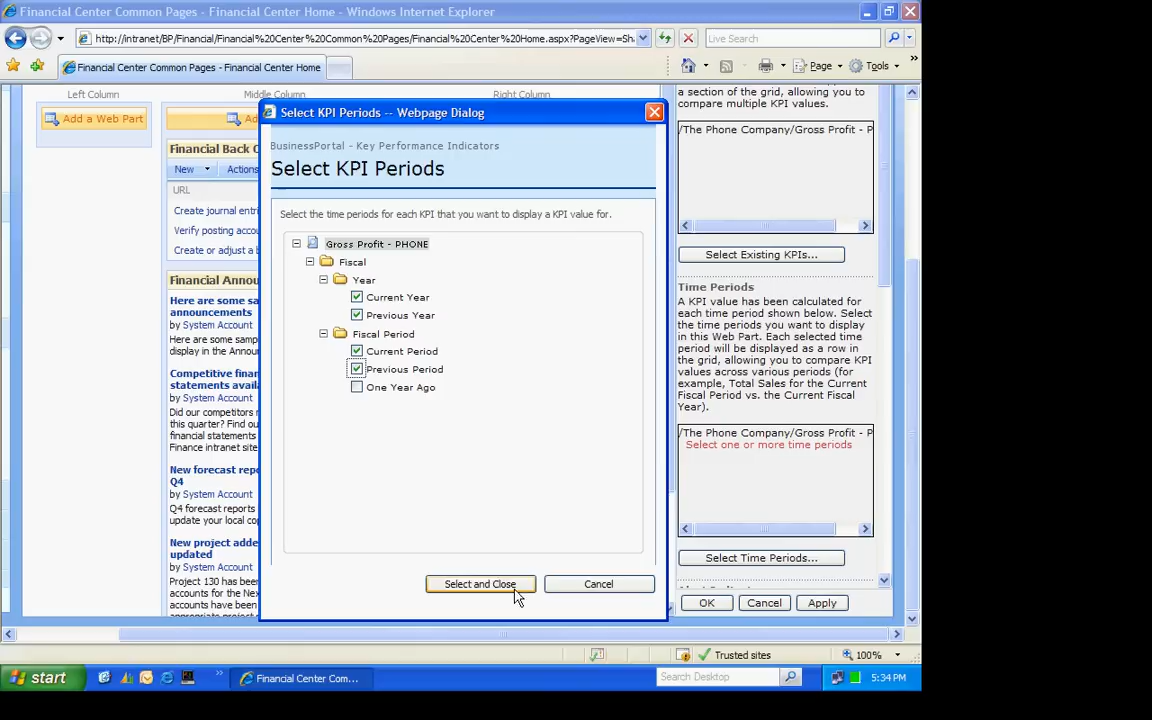 Financial Center Common Pages - Financial Center Home - Windows Internet Explorer
http://intranet/BP/Financial/Financial%20Center%20Common%20Pages/Financial%20Center%20Home.aspx?PageView=Sh
Live Search
Financial Center Common Pages - Financial Center Home
Page
Tools
Left Column
Middle Column
Right Column
Add a Web Part
Ad
Financial Back C
New
Actions
URL
Create journal entri
Verify posting accou
Create or adjust a b
Financial Annou
Here are some sa
announcements
by System Account
Here are some samp
display in the Annou
Competitive finan
statements availa
by System Account
Did our competitors r
this quarter? Find ou
financial statements
Finance intranet site
New forecast repo
Q4
by System Account
Q4 forecast reports
update your local cop
New project adde
updated
by System Account
Project 130 has been
accounts for the Nex
accounts have been
Select KPI Periods -- Webpage Dialog
BusinessPortal - Key Performance Indicators
Select KPI Periods
Select the time periods for each KPI that you want to display a KPI value for.
Gross Profit - PHONE
Fiscal
Year
Current Year
Previous Year
Fiscal Period
Current Period
Previous Period
One Year Ago
Select and Close
Cancel
a section of the grid, allowing you to
compare multiple KPI values.
/The Phone Company/Gross Profit - P
Select Existing KPIs...
Time Periods
A KPI value has been calculated for
each time period shown below. Select
the time periods you want to display
in this Web Part. Each selected time
period will be displayed as a row in
the grid, allowing you to compare KPI
values across various periods (for
example, Total Sales for the Current
Fiscal Period vs. the Current Fiscal
Year).
/The Phone Company/Gross Profit - P
Select one or more time periods
Select Time Periods...
OK
Cancel
Apply
Trusted sites
100%
start
Financial Center Com...
Search Desktop
5:34 PM